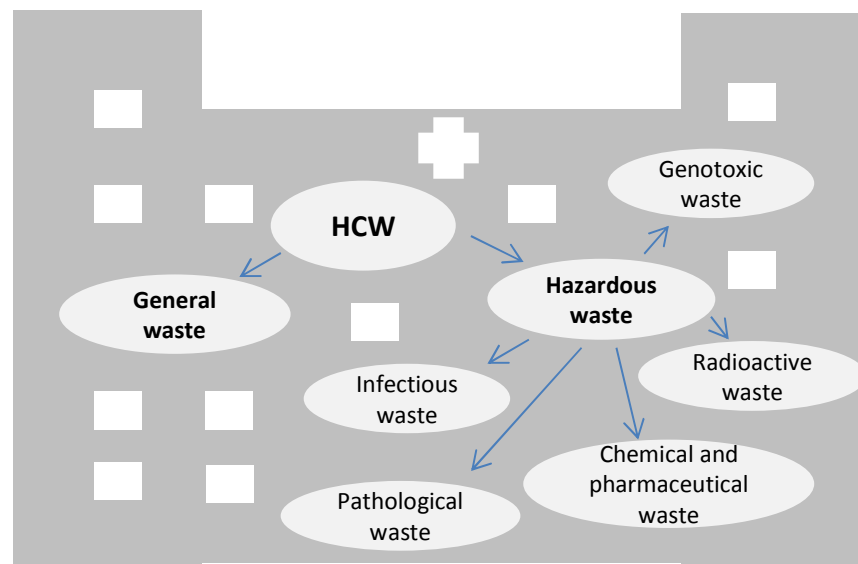 Genotoxic
waste
HCW
General
waste
Hazardous
waste
Radioactive
waste
Infectious
waste
Chemical and
pharmaceutical
waste
Pathological
waste